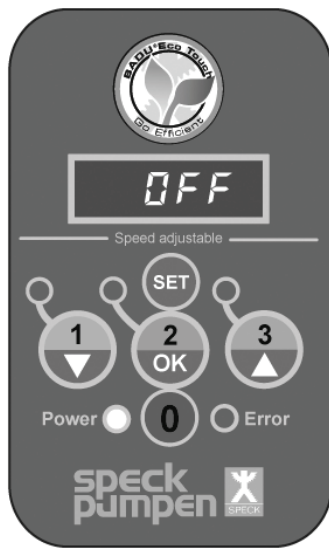 BADU®Eco Touch
Go Efficient
OFF
Speed adjustable
SET
1
2
3
OK
Power
0
Error
speck
pumpen
SPECK